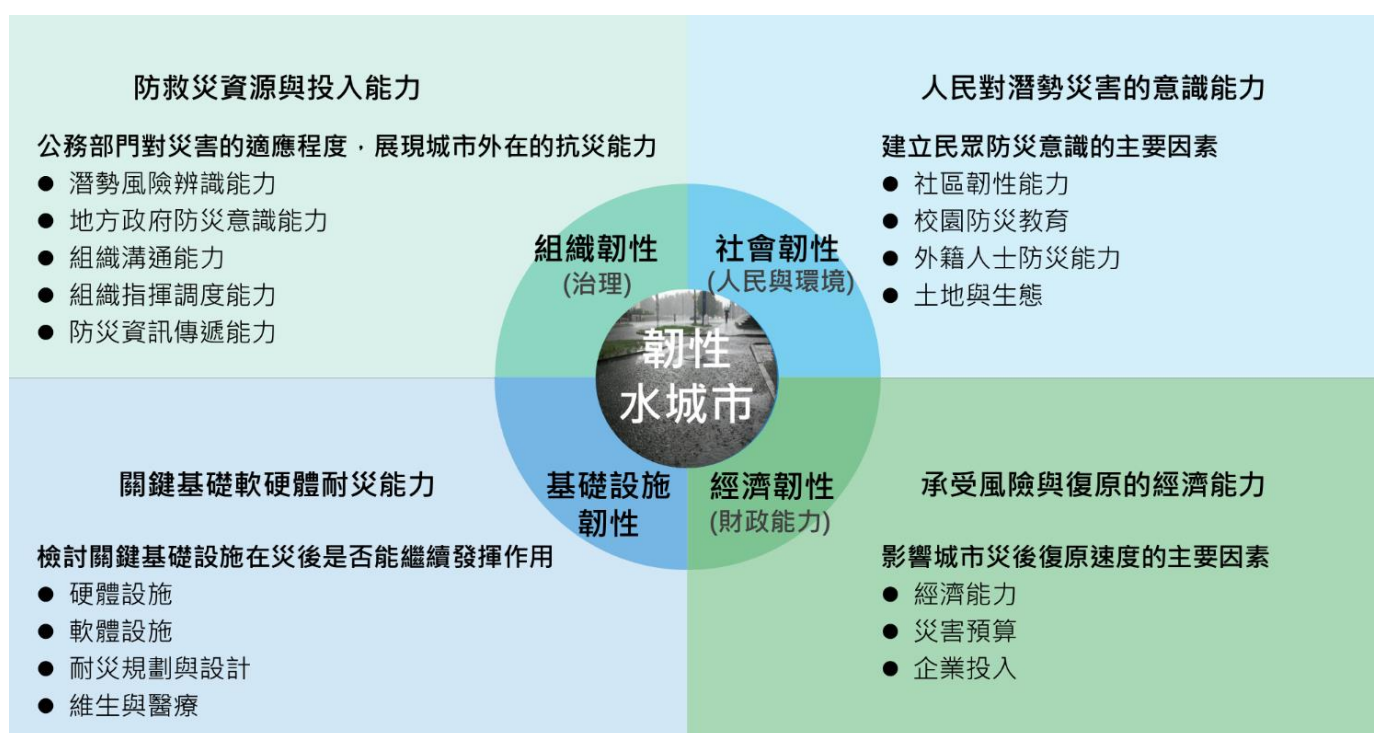 防救災資源與投入能力
公務部門對災害的適應程度，展現城市外在的抗災能力
● 潛勢風險辨識能力
● 地方政府防災意識能力
● 組織溝通能力
● 組織指揮調度能力
● 防災資訊傳遞能力
人民對潛勢災害的意識能力
建立民眾防災意識的主要因素
● 社區韌性能力
● 校園防災教育
● 外籍人士防災能力
● 土地與生態
組織韌性
(治理)
社會韌性
(人民與環境)
韌性
水城市
基礎設施
韌性
經濟韌性
(財政能力)
關鍵基礎軟硬體耐災能力
檢討關鍵基礎設施在災後是否能繼續發揮作用
● 硬體設施
● 軟體設施
● 耐災規劃與設計
● 維生與醫療
承受風險與復原的經濟能力
影響城市災後復原速度的主要因素
● 經濟能力
● 災害預算
● 企業投入